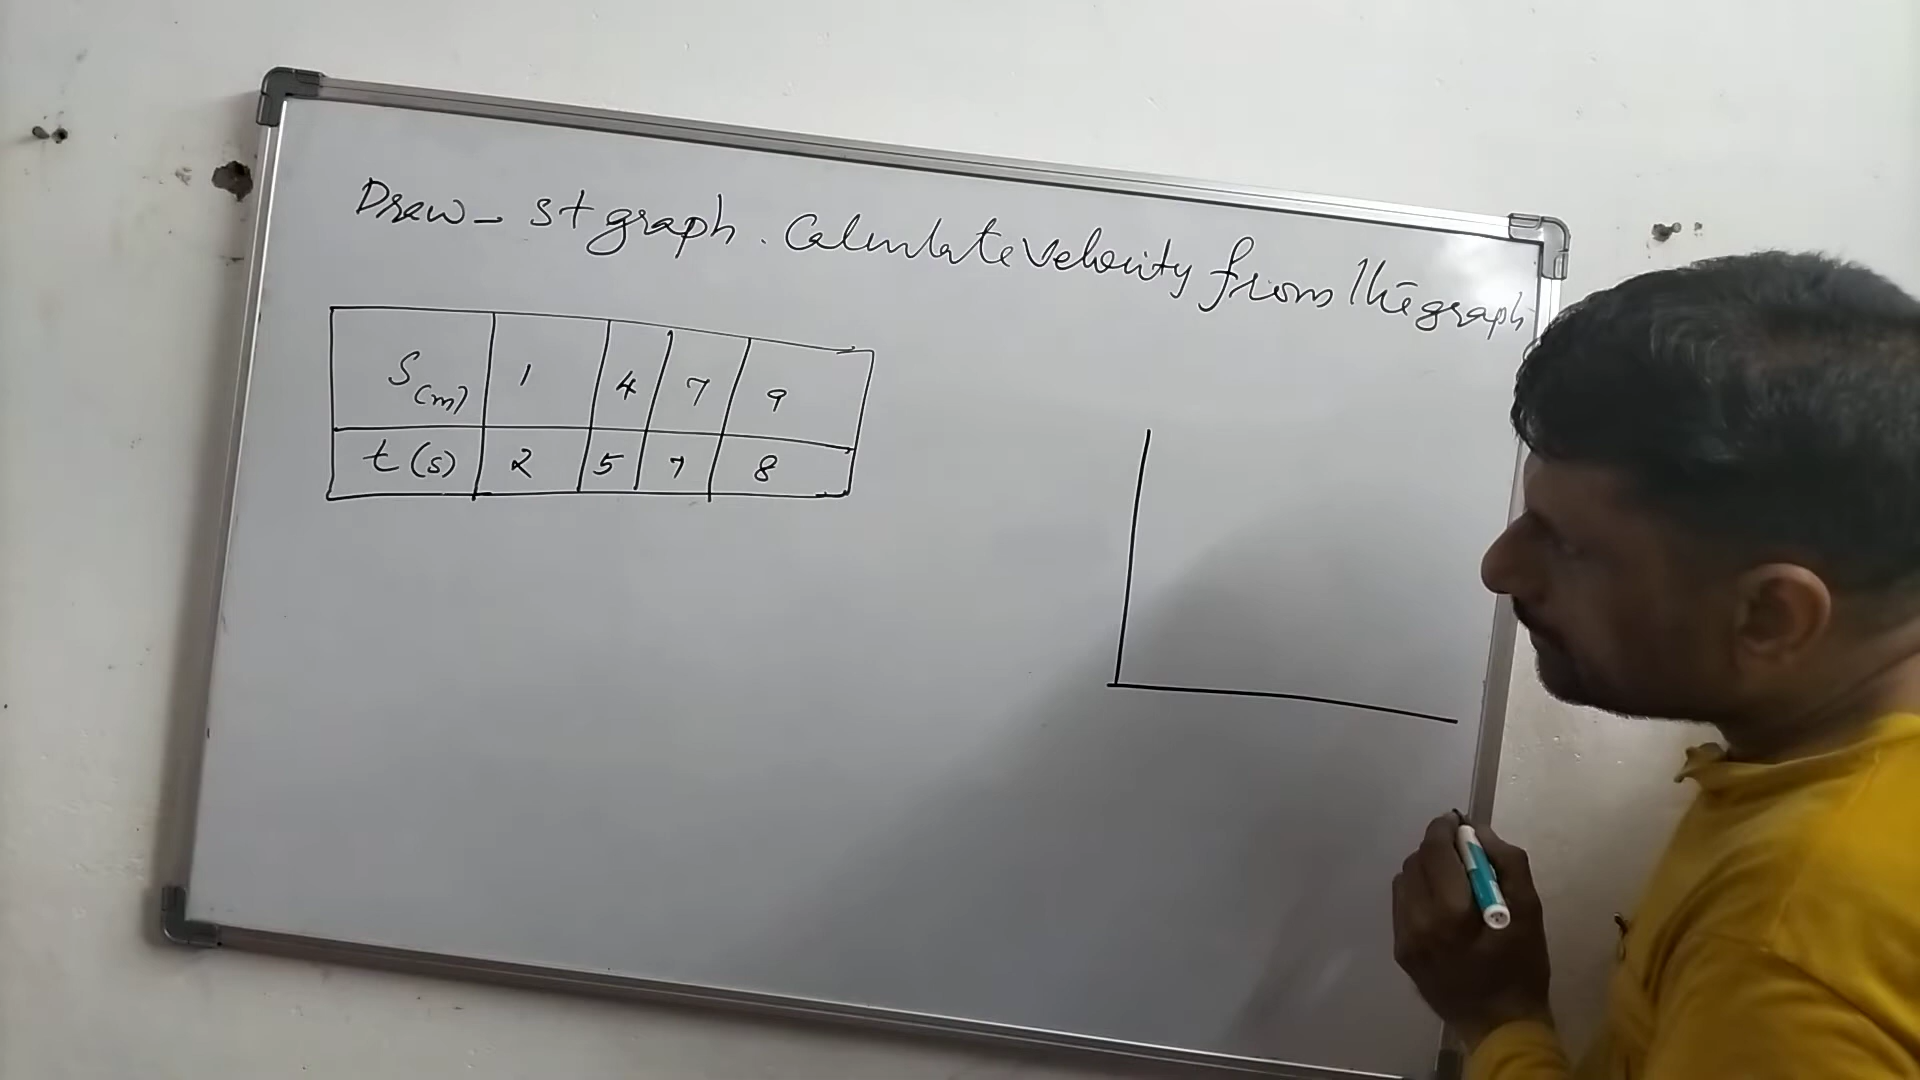 Draw - st graph. Calculate velocity from the graph
S(m) 1 4 7 9
t(s) 2 5 7 8